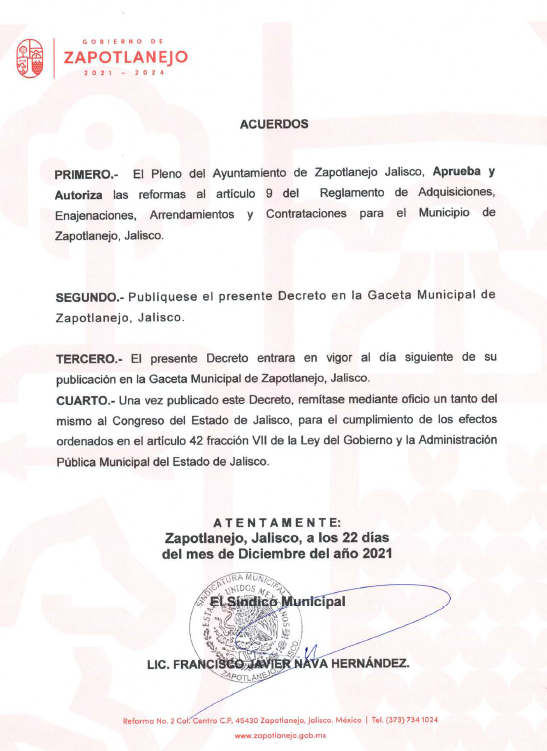 GOBIERNO DE
ZAPOTLANEJO
2021 - 2024
ACUERDOS
PRIMERO.- El Pleno del Ayuntamiento de Zapotlanejo Jalisco, Aprueba y
Autoriza las reformas al articulo 9 del Reglamento de Adquisiciones,
Enajenaciones, Arrendamientos y Contrataciones para el Municipio de
Zapotlanejo, Jalisco.
SEGUNDO.- Publíquese el presente Decreto en la Gaceta Municipal de
Zapotlanejo, Jalisco.
TERCERO.- El presente Decreto entrara en vigor al día siguiente de su
publicación en la Gaceta Municipal de Zapotlanejo, Jalisco.
CUARTO.- Una vez publicado este Decreto, remítase mediante oficio un tanto del
mismo al Congreso del Estado de Jalisco, para el cumplimiento de los efectos
ordenados en el artículo 42 fracción VII de la Ley del Gobierno y la Administración
Pública Municipal del Estado de Jalisco.
ATENTAMENTE:
Zapotlanejo, Jalisco, a los 22 días
del mes de Diciembre del año 2021
SINDICATURA MUNICIPAL
ESTADOS UNIDOS MEXICANOS
El Síndico Municipal
LIC. FRANCISCO JAVIER NAVA HERNÁNDEZ.
ZAPOTLANEJO, JALISCO
Reforma No. 2 Col. Centro C.P. 45430 Zapotlanejo, Jalisco, México | Tel. (373) 734 1024
www.zapotlanejo.gob.mx